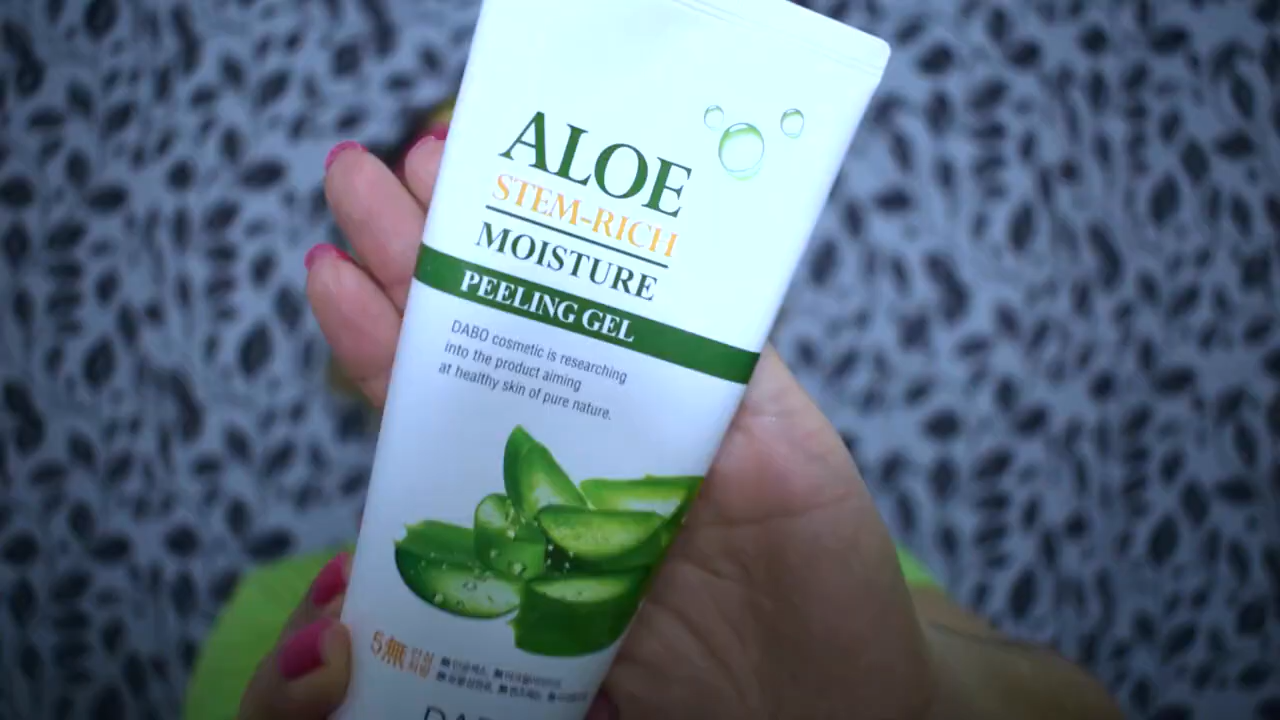 ALOE
STEM-RICH
MOISTURE
PEELING GEL
DABO cosmetic is researching
into the product aiming
at healthy skin of pure nature.
5無